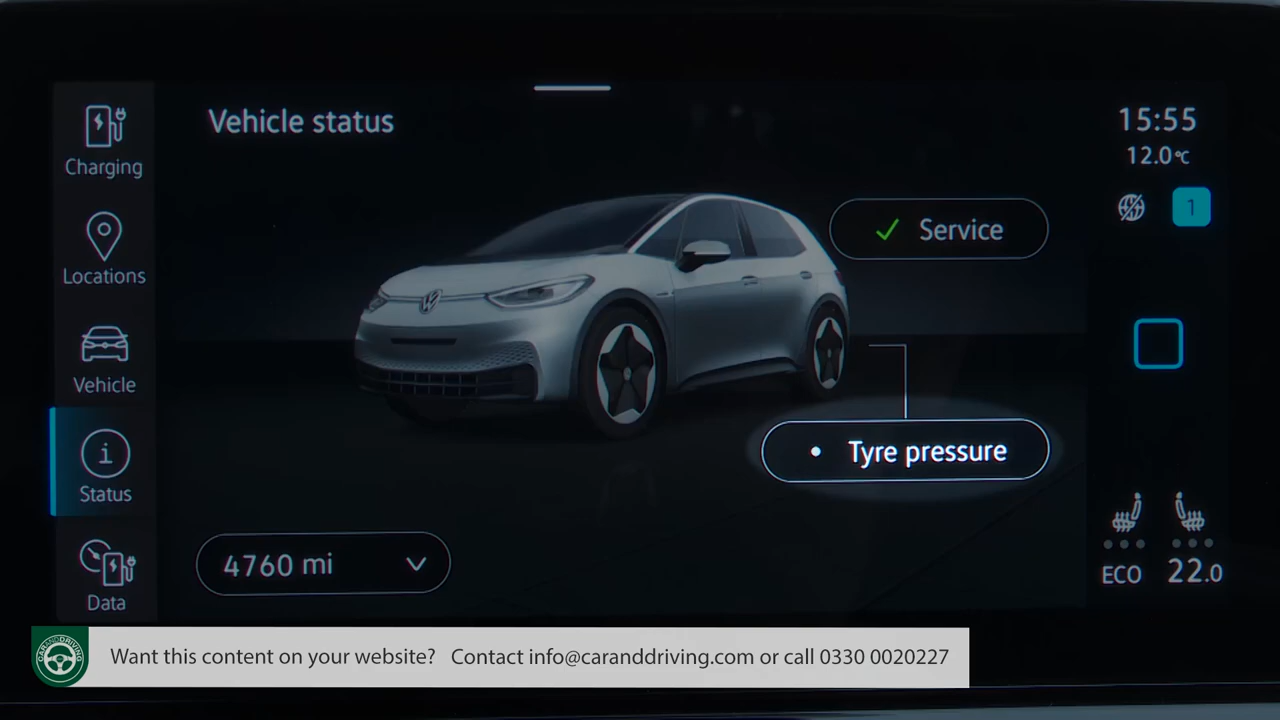 Vehicle status
Charging
Locations
Vehicle
Status
Data
Service
Tyre pressure
4760 mi
15:55
12.0°C
1
ECO
22.0
CARANDDRIVING
Want this content on your website? Contact info@caranddriving.com or call 0330 0020227